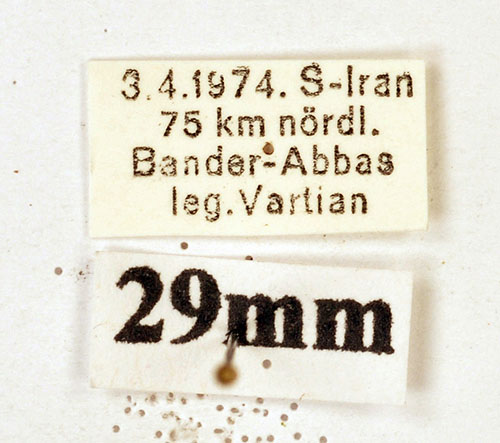 3.4.1974. S-Iran
75 km nördl.
Bander-Abbas
leg. Vartian
29mm